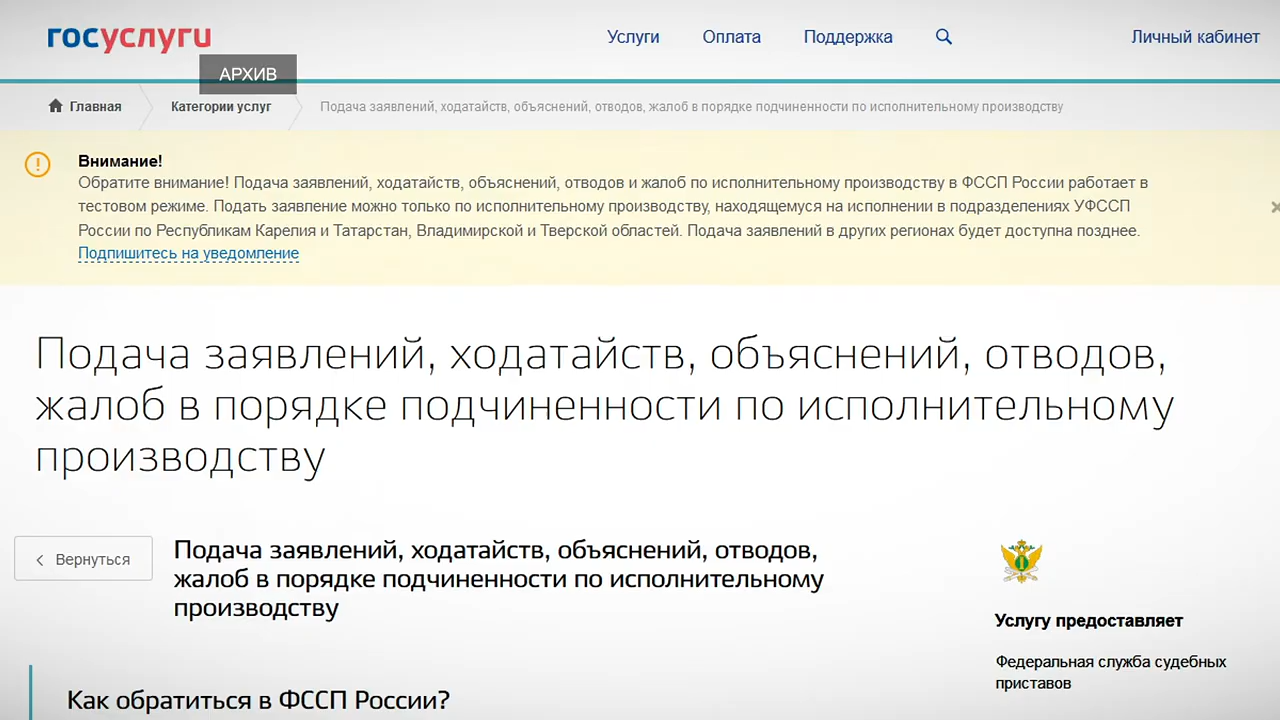 госуслуги
Услуги
Оплата
Поддержка
Личный кабинет
АРХИВ
Главная
Категории услуг
Подача заявлений, ходатайств, объяснений, отводов, жалоб в порядке подчиненности по исполнительному производству
Внимание!
Обратите внимание! Подача заявлений, ходатайств, объяснений, отводов и жалоб по исполнительному производству в ФССП России работает в
тестовом режиме. Подать заявление можно только по исполнительному производству, находящемуся на исполнении в подразделениях УФССП
России по Республикам Карелия и Татарстан, Владимирской и Тверской областей. Подача заявлений в других регионах будет доступна позднее.
Подпишитесь на уведомление
Подача заявлений, ходатайств, объяснений, отводов,
жалоб в порядке подчиненности по исполнительному
производству
Вернуться
Подача заявлений, ходатайств, объяснений, отводов,
жалоб в порядке подчиненности по исполнительному
производству
Услугу предоставляет
Федеральная служба судебных
приставов
Как обратиться в ФССП России?